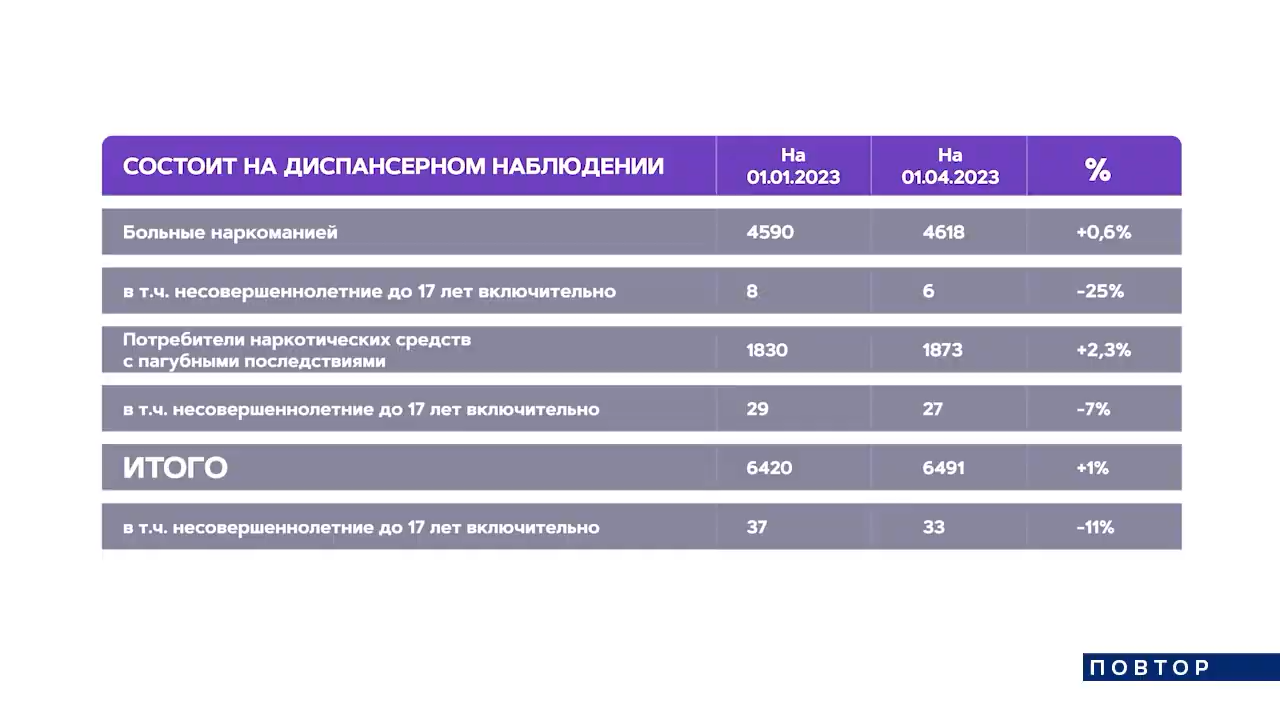 СОСТОИТ НА ДИСПАНСЕРНОМ НАБЛЮДЕНИИ На 01.01.2023 На 01.04.2023 %
Больные наркоманией 4590 4618 +0,6%
в т.ч. несовершеннолетние до 17 лет включительно 8 6 -25%
Потребители наркотических средств
с пагубными последствиями 1830 1873 +2,3%
в т.ч. несовершеннолетние до 17 лет включительно 29 27 -7%
ИТОГО 6420 6491 +1%
в т.ч. несовершеннолетние до 17 лет включительно 37 33 -11%
ПОВТОР